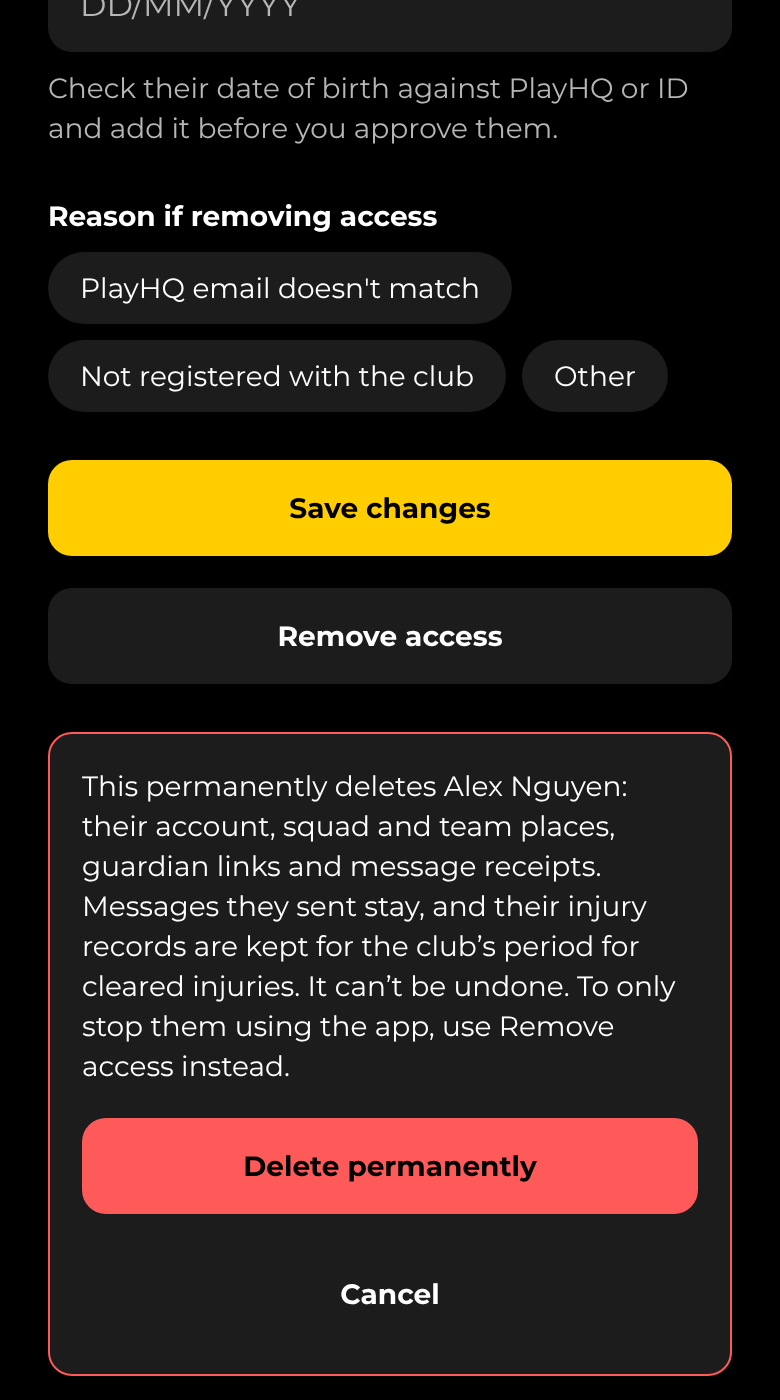 DD/MM/YYYY
Check their date of birth against PlayHQ or ID
and add it before you approve them.
Reason if removing access
PlayHQ email doesn't match
Not registered with the club
Other
Save changes
Remove access
This permanently deletes Alex Nguyen:
their account, squad and team places,
guardian links and message receipts.
Messages they sent stay, and their injury
records are kept for the club’s period for
cleared injuries. It can’t be undone. To only
stop them using the app, use Remove
access instead.
Delete permanently
Cancel